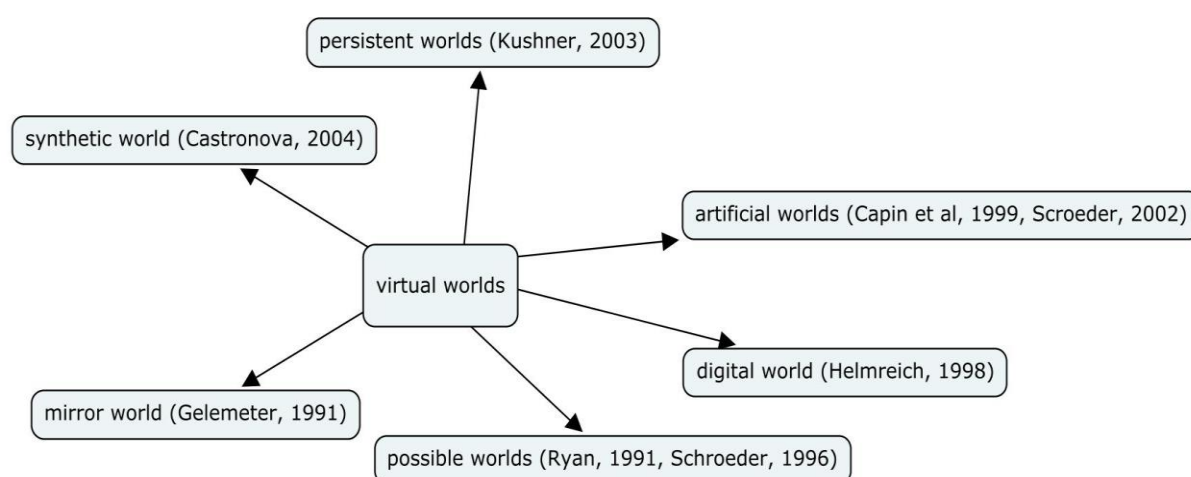 persistent worlds (Kushner, 2003)
synthetic world (Castronova, 2004)
artificial worlds (Capin et al, 1999, Scroeder, 2002)
virtual worlds
digital world (Helmreich, 1998)
mirror world (Gelemeter, 1991)
possible worlds (Ryan, 1991, Schroeder, 1996)